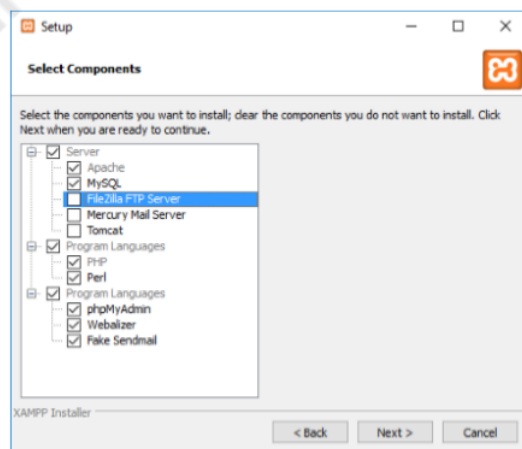 Setup
Select Components
Select the components you want to install; clear the components you do not want to install. Click
Next when you are ready to continue.
Server
Apache
MySQL
FileZilla FTP Server
Mercury Mail Server
Tomcat
Program Languages
PHP
Perl
Program Languages
phpMyAdmin
Webalizer
Fake Sendmail
XAMPP Installer
< Back
Next >
Cancel